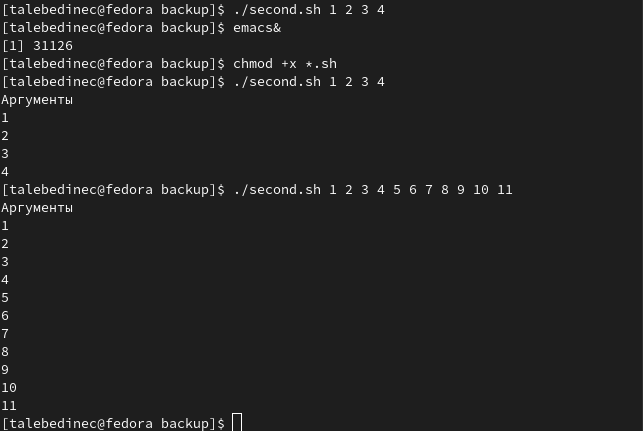 [talebedinec@fedora backup]$ ./second.sh 1 2 3 4
[talebedinec@fedora backup]$ emacs&
[1] 31126
[talebedinec@fedora backup]$ chmod +x *.sh
[talebedinec@fedora backup]$ ./second.sh 1 2 3 4
Аргументы
1
2
3
4
[talebedinec@fedora backup]$ ./second.sh 1 2 3 4 5 6 7 8 9 10 11
Аргументы
1
2
3
4
5
6
7
8
9
10
11
[talebedinec@fedora backup]$